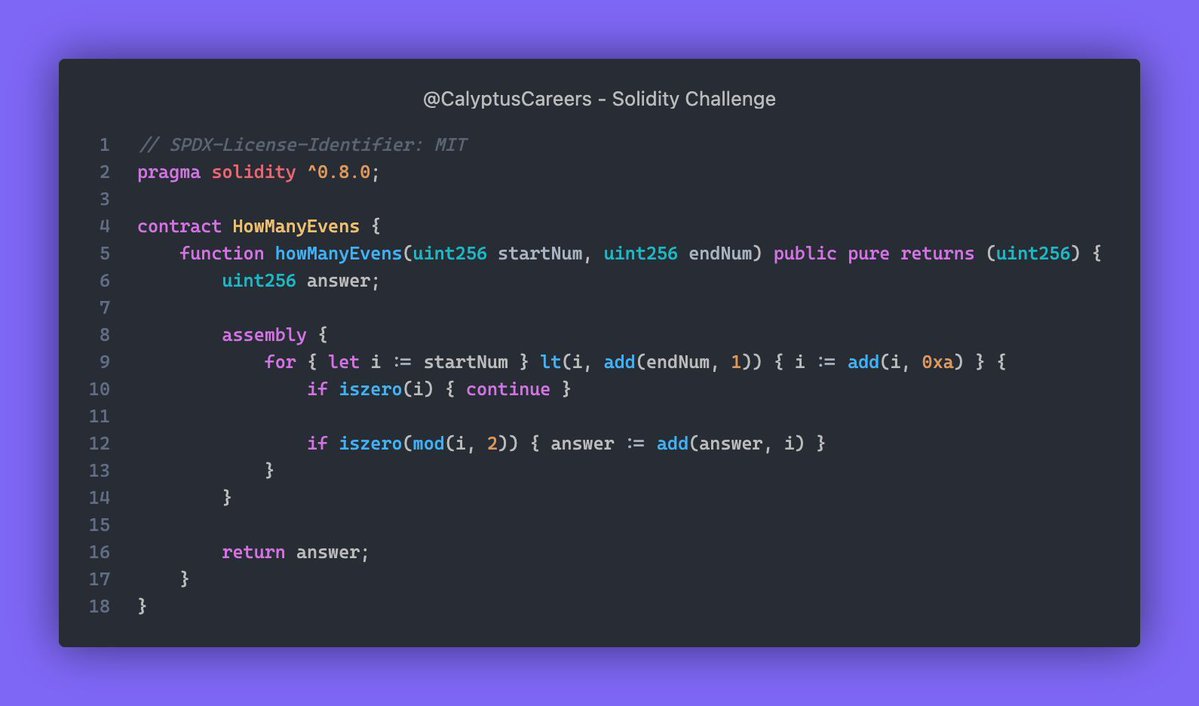 @CalyptusCareers - Solidity Challenge
1 // SPDX-License-Identifier: MIT
2 pragma solidity ^0.8.0;
3
4 contract HowManyEvens {
5     function howManyEvens(uint256 startNum, uint256 endNum) public pure returns (uint256) {
6         uint256 answer;
7
8         assembly {
9             for { let i := startNum } lt(i, add(endNum, 1)) { i := add(i, 0xa) } {
10                 if iszero(i) { continue }
11
12                 if iszero(mod(i, 2)) { answer := add(answer, i) }
13             }
14         }
15
16         return answer;
17     }
18 }